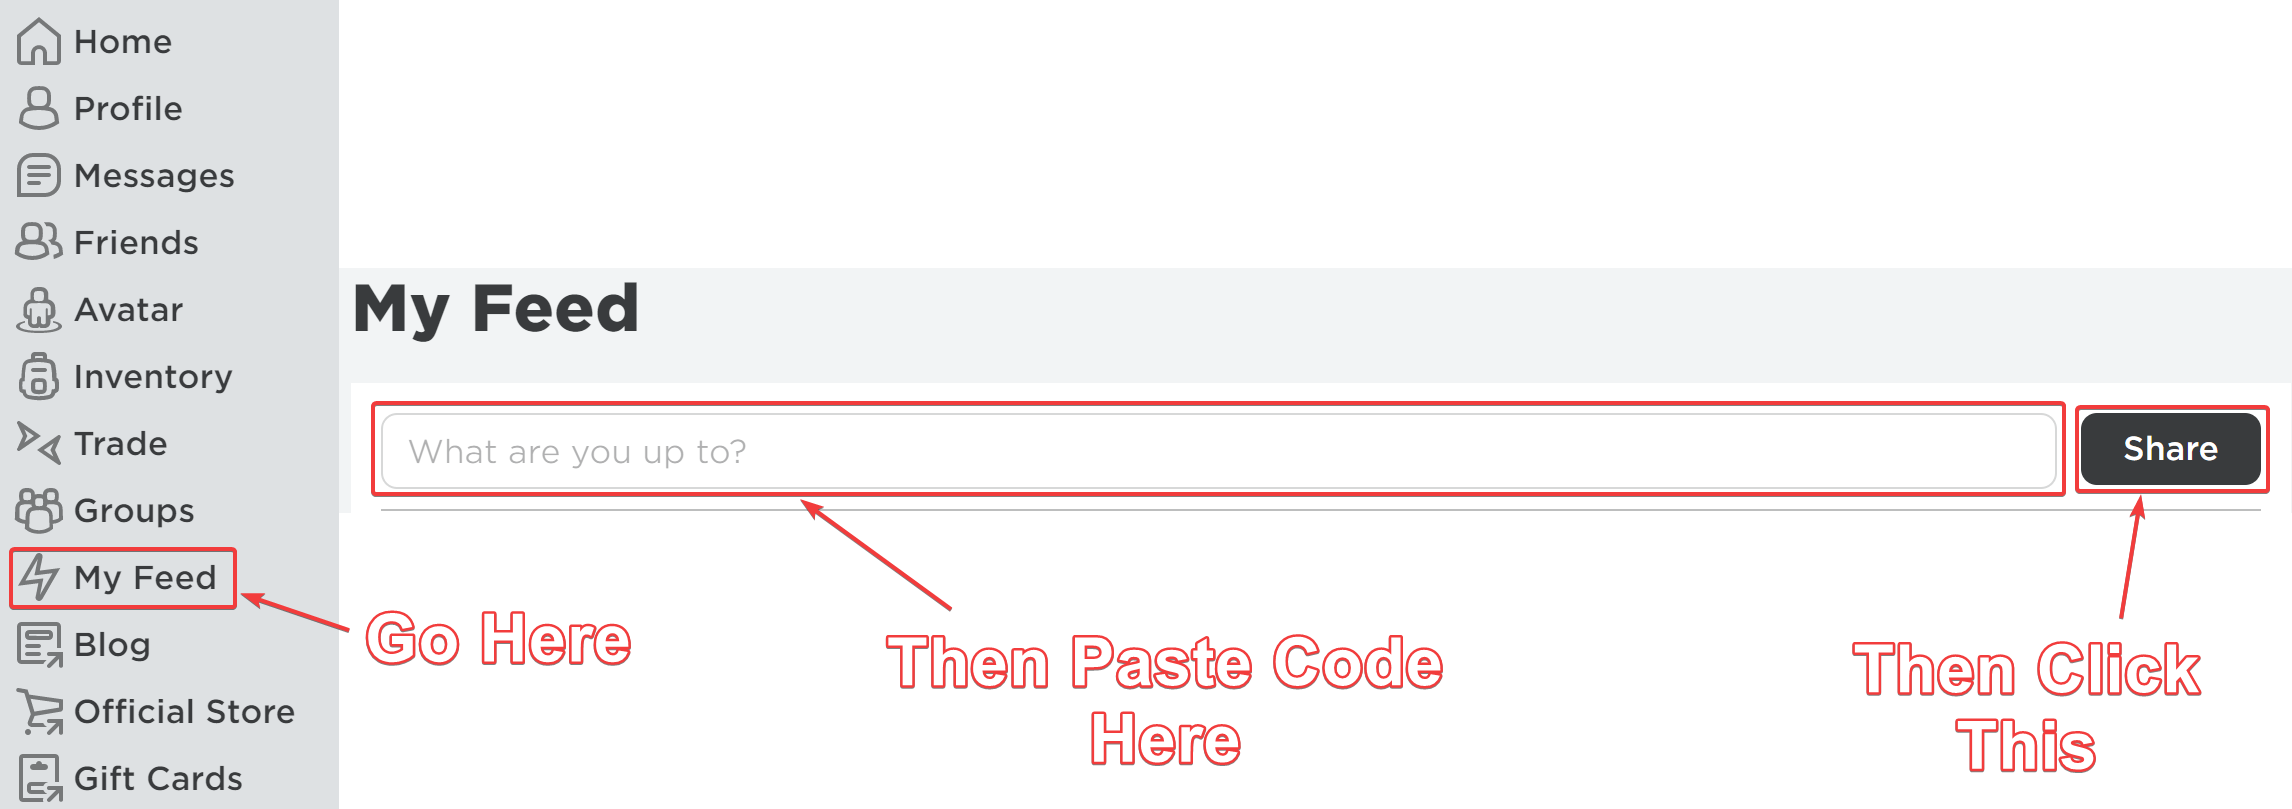 Home
Profile
Messages
Friends
Avatar
Inventory
Trade
Groups
My Feed
Blog
Official Store
Gift Cards
My Feed
What are you up to?
Share
Go Here
Then Paste Code
Here
Then Click
This